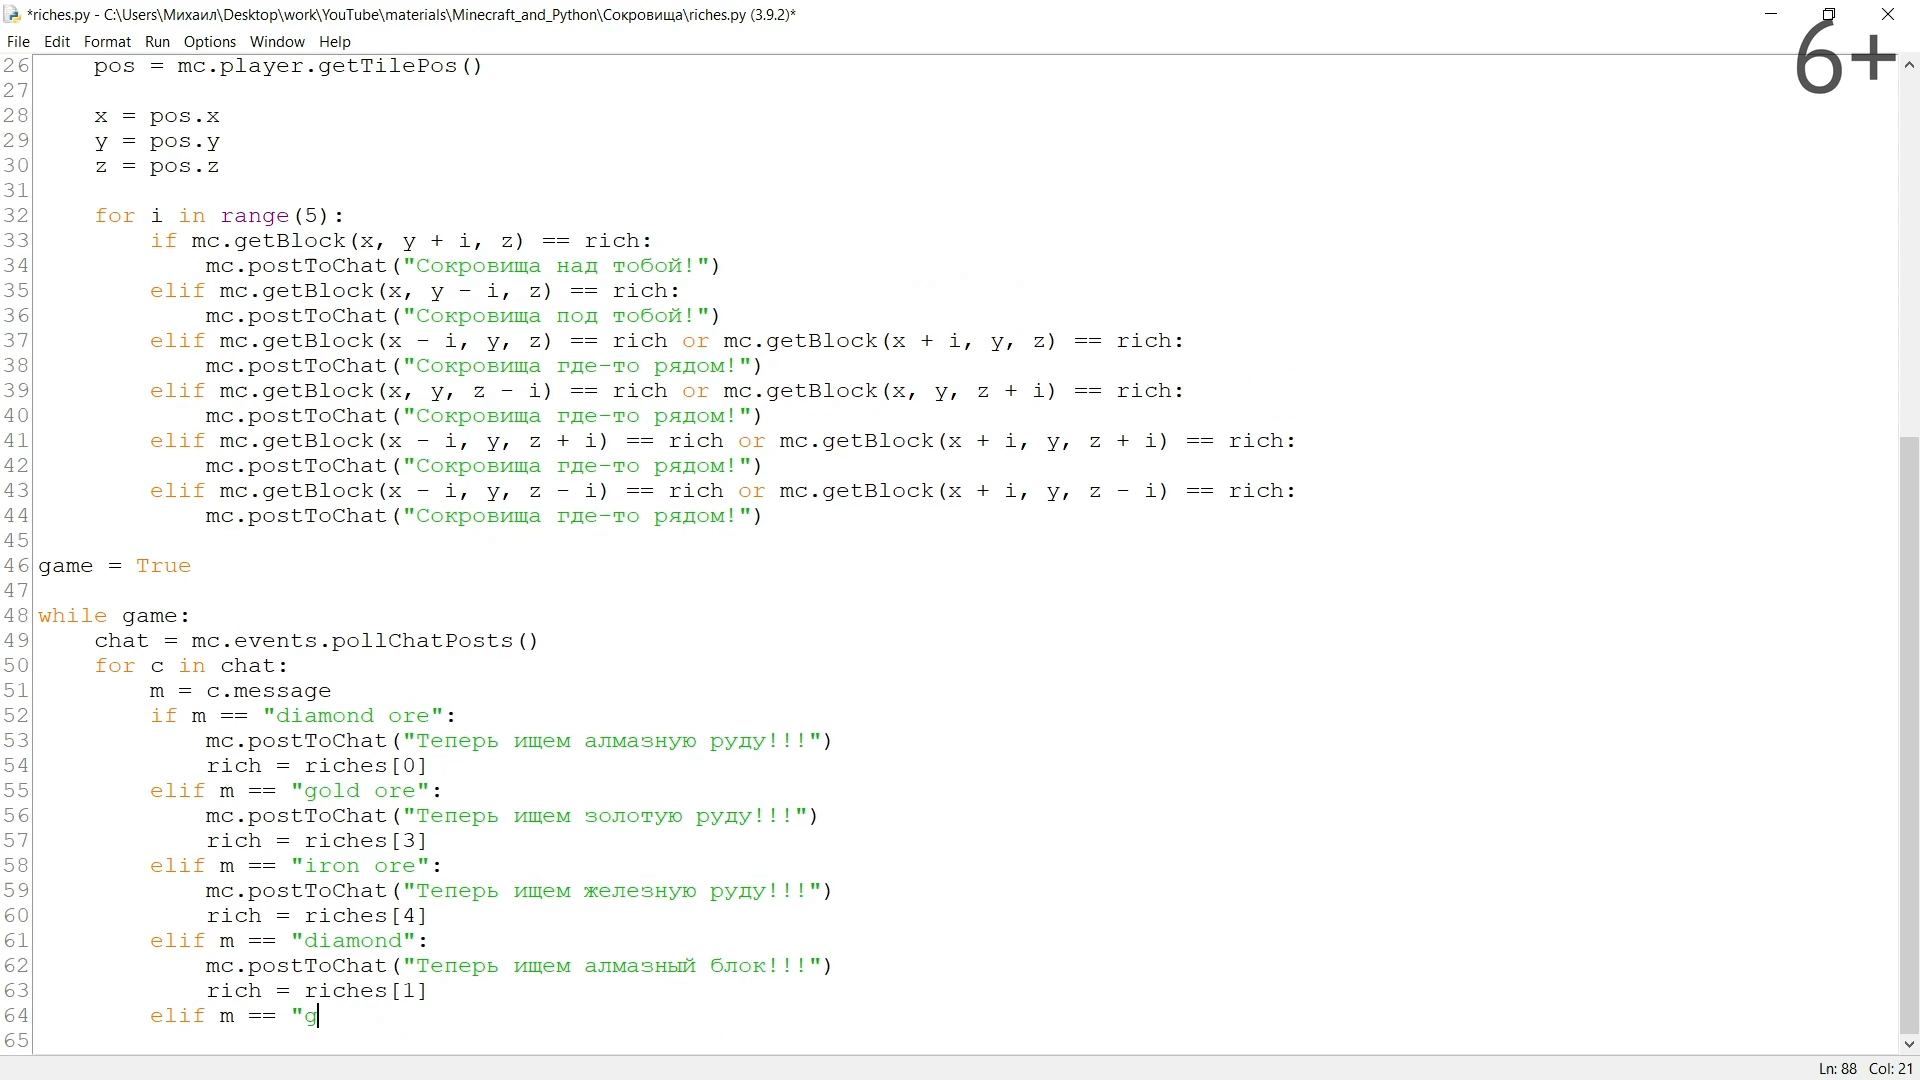 *riches.py - C:\Users\Михаил\Desktop\work\YouTube\materials\Minecraft_and_Python\Сокровища\riches.py (3.9.2)*
File Edit Format Run Options Window Help
6+
26     pos = mc.player.getTilePos()
27
28     x = pos.x
29     y = pos.y
30     z = pos.z
31
32     for i in range(5):
33         if mc.getBlock(x, y + i, z) == rich:
34             mc.postToChat("Сокровища над тобой!")
35         elif mc.getBlock(x, y - i, z) == rich:
36             mc.postToChat("Сокровища под тобой!")
37         elif mc.getBlock(x - i, y, z) == rich or mc.getBlock(x + i, y, z) == rich:
38             mc.postToChat("Сокровища где-то рядом!")
39         elif mc.getBlock(x, y, z - i) == rich or mc.getBlock(x, y, z + i) == rich:
40             mc.postToChat("Сокровища где-то рядом!")
41         elif mc.getBlock(x - i, y, z + i) == rich or mc.getBlock(x + i, y, z + i) == rich:
42             mc.postToChat("Сокровища где-то рядом!")
43         elif mc.getBlock(x - i, y, z - i) == rich or mc.getBlock(x + i, y, z - i) == rich:
44             mc.postToChat("Сокровища где-то рядом!")
45
46 game = True
47
48 while game:
49     chat = mc.events.pollChatPosts()
50     for c in chat:
51         m = c.message
52         if m == "diamond ore":
53             mc.postToChat("Теперь ищем алмазную руду!!!")
54             rich = riches[0]
55         elif m == "gold ore":
56             mc.postToChat("Теперь ищем золотую руду!!!")
57             rich = riches[3]
58         elif m == "iron ore":
59             mc.postToChat("Теперь ищем железную руду!!!")
60             rich = riches[4]
61         elif m == "diamond":
62             mc.postToChat("Теперь ищем алмазный блок!!!")
63             rich = riches[1]
64         elif m == "g
65
Ln: 88 Col: 21